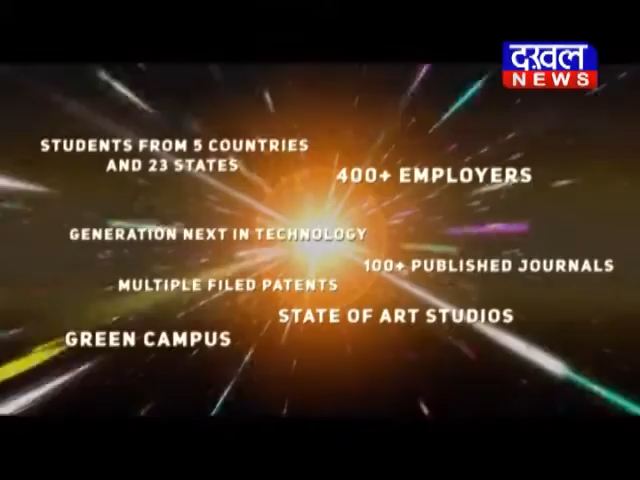 दख़ल
NEWS
STUDENTS FROM 5 COUNTRIES
AND 23 STATES
400+ EMPLOYERS
GENERATION NEXT IN TECHNOLOGY
100+ PUBLISHED JOURNALS
MULTIPLE FILED PATENTS
STATE OF ART STUDIOS
GREEN CAMPUS